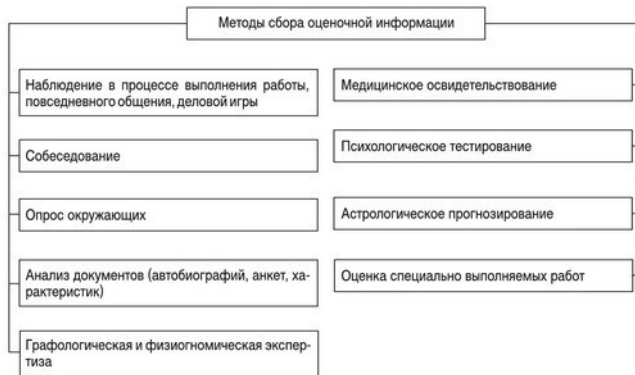 Методы сбора оценочной информации
Наблюдение в процессе выполнения работы,
повседневного общения, деловой игры
Собеседование
Опрос окружающих
Анализ документов (автобиографий, анкет, ха-
рактеристик)
Графологическая и физиогномическая экспер-
тиза
Медицинское освидетельствование
Психологическое тестирование
Астрологическое прогнозирование
Оценка специально выполняемых работ